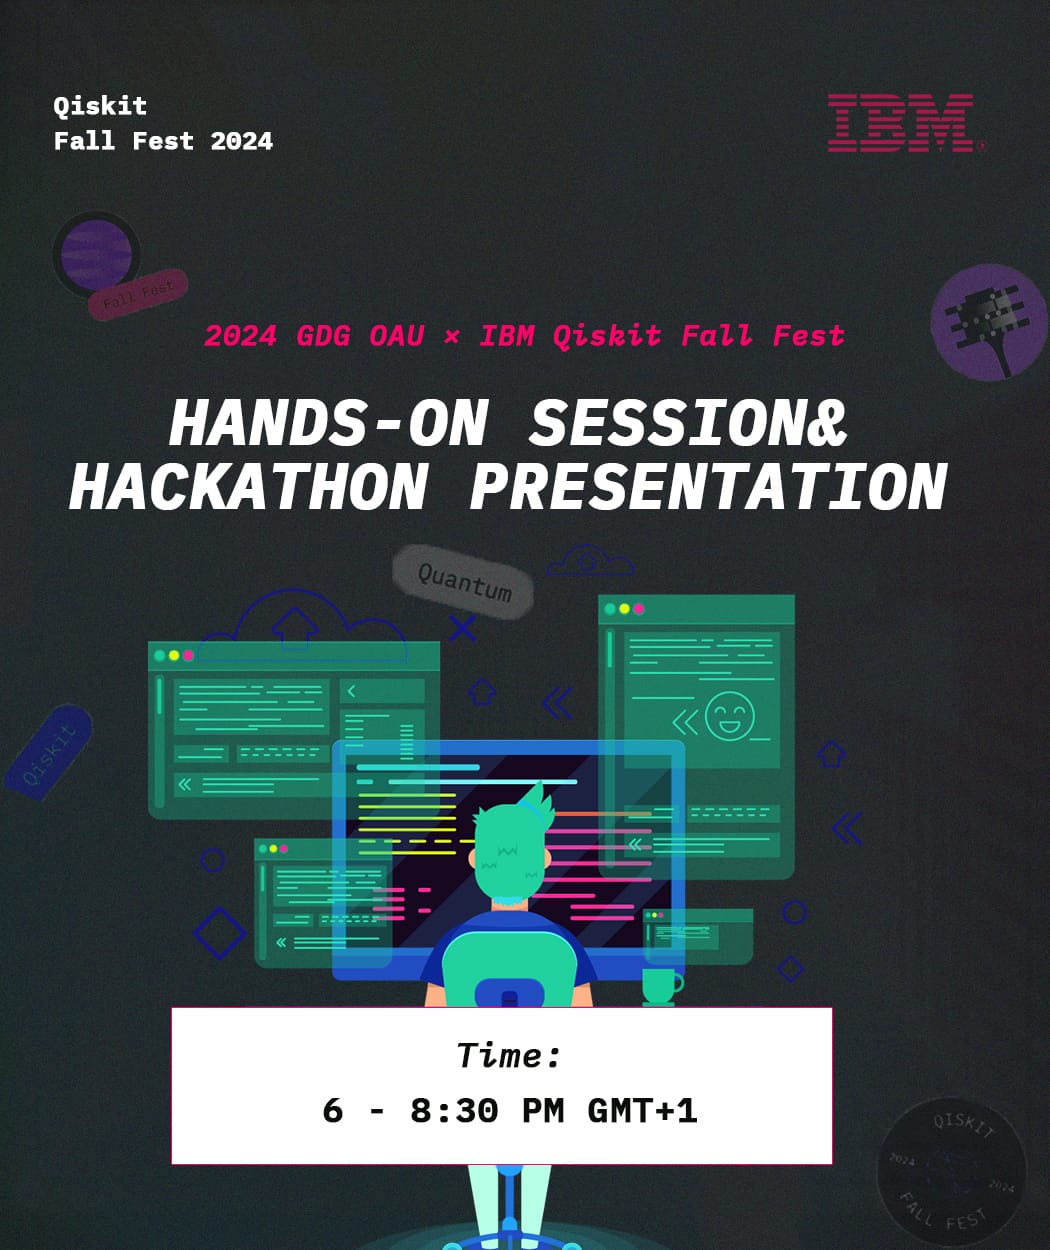 Qiskit
Fall Fest 2024
IBM®
Fall Fest
2024 GDG OAU × IBM Qiskit Fall Fest
HANDS-ON SESSION&
HACKATHON PRESENTATION
Quantum
Qiskit
Time:
6 - 8:30 PM GMT+1
QISKIT
2024
2024
FALL FEST